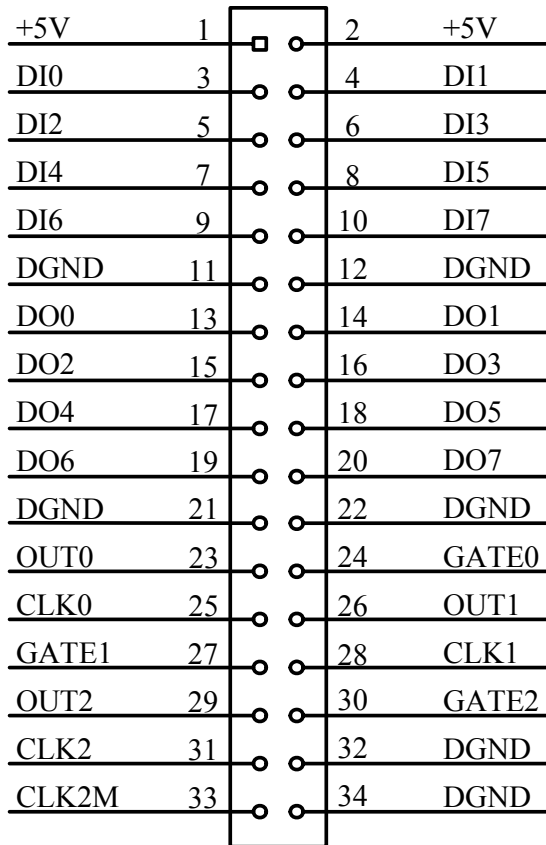 +5V 1 2 +5V
DI0 3 4 DI1
DI2 5 6 DI3
DI4 7 8 DI5
DI6 9 10 DI7
DGND 11 12 DGND
DO0 13 14 DO1
DO2 15 16 DO3
DO4 17 18 DO5
DO6 19 20 DO7
DGND 21 22 DGND
OUT0 23 24 GATE0
CLK0 25 26 OUT1
GATE1 27 28 CLK1
OUT2 29 30 GATE2
CLK2 31 32 DGND
CLK2M 33 34 DGND